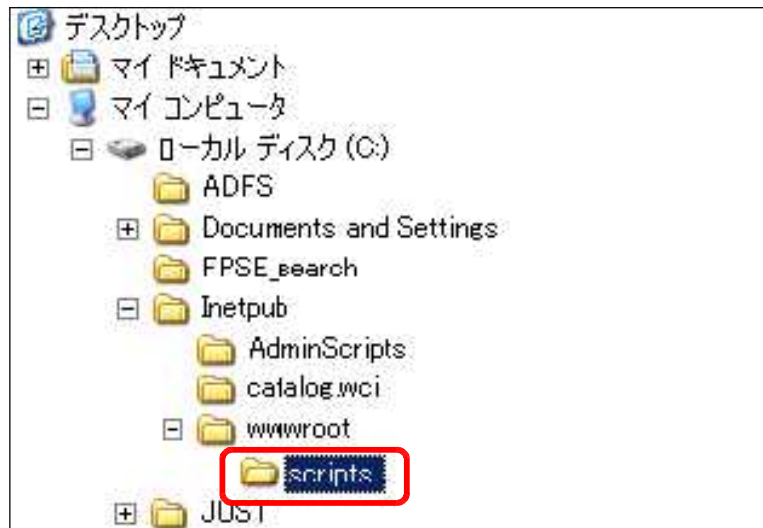 デスクトップ
マイ ドキュメント
マイ コンピュータ
ローカル ディスク (C:)
ADFS
Documents and Settings
FPSE_search
Inetpub
AdminScripts
catalog.wci
wwwroot
scripts
JUST